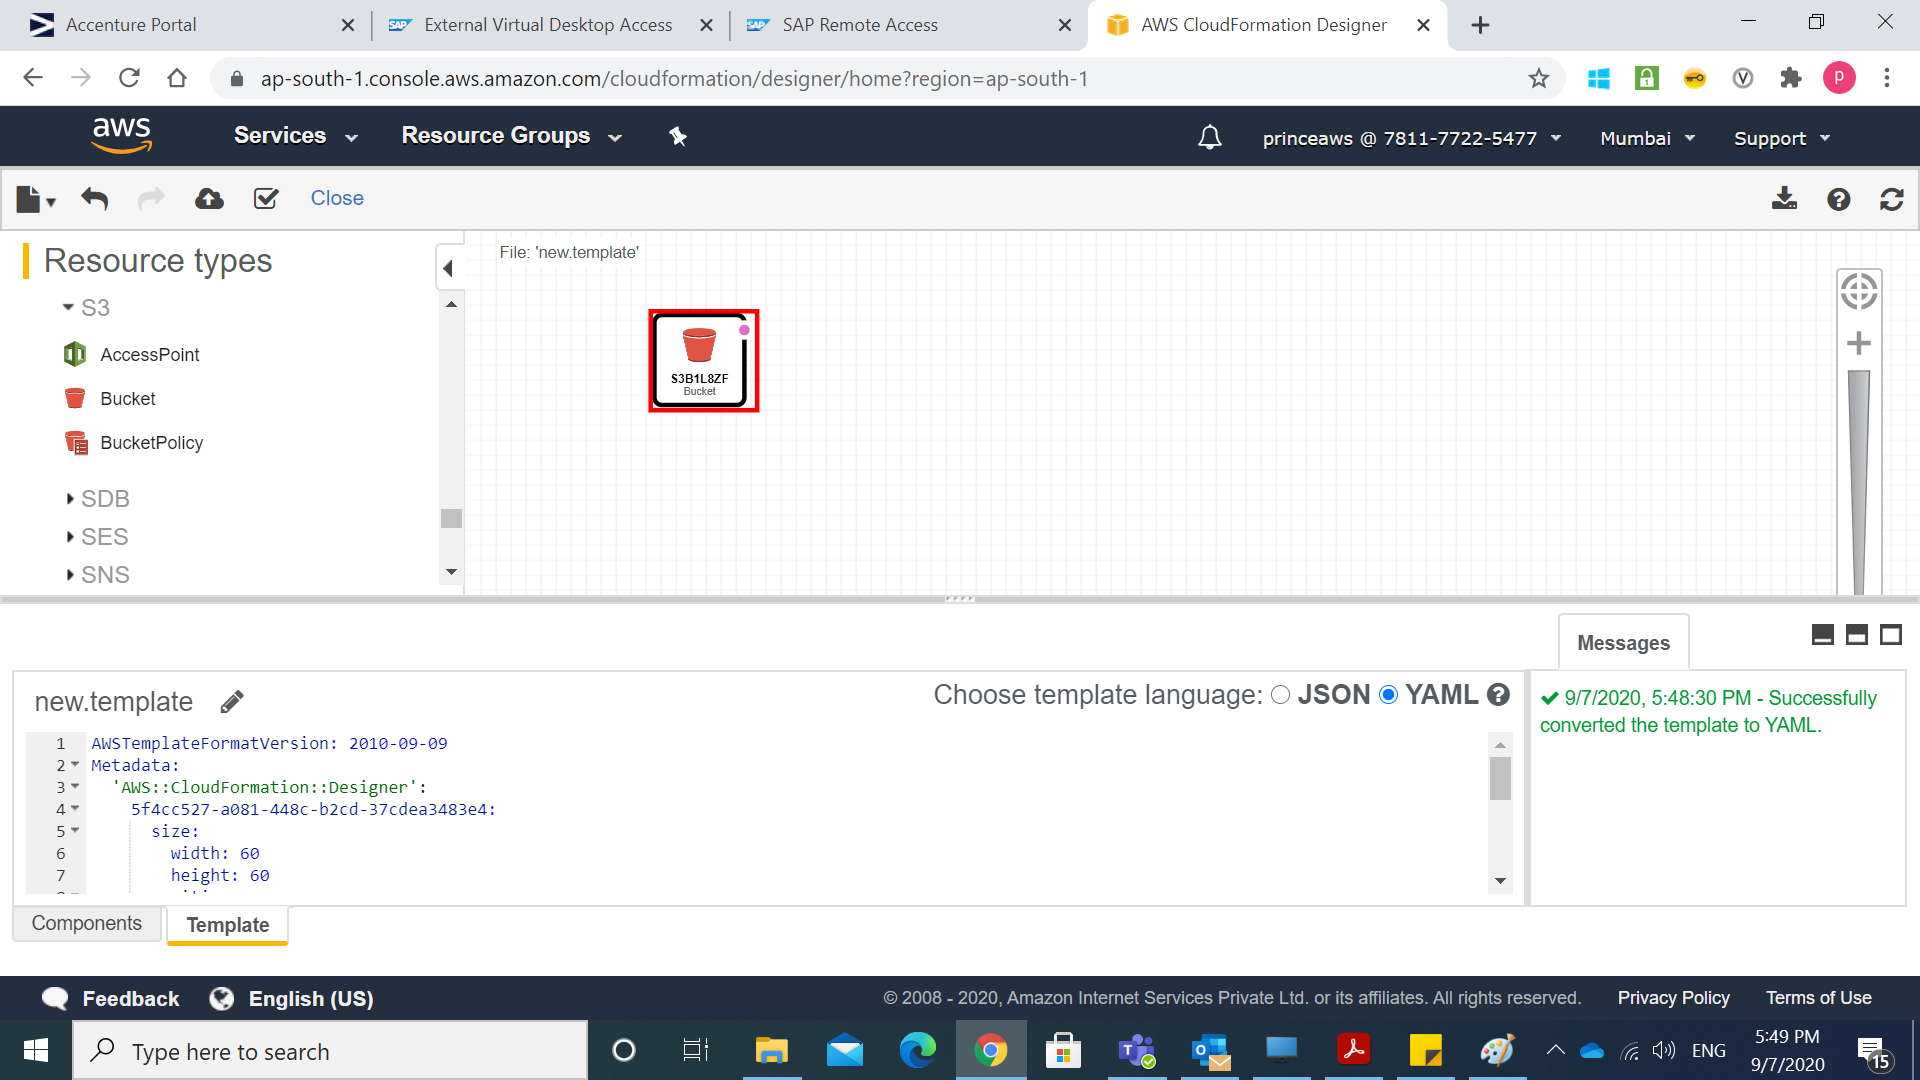 Accenture Portal
External Virtual Desktop Access
SAP Remote Access
AWS CloudFormation Designer
ap-south-1.console.aws.amazon.com/cloudformation/designer/home?region=ap-south-1
P
aws
Services
Resource Groups
princeaws @ 7811-7722-5477
Mumbai
Support
Close
Resource types
S3
AccessPoint
Bucket
BucketPolicy
SDB
SES
SNS
File: 'new.template'
S3B1L8ZF
Bucket
Messages
new.template
Choose template language: JSON YAML
9/7/2020, 5:48:30 PM - Successfully
converted the template to YAML.
1 AWSTemplateFormatVersion: 2010-09-09
2 Metadata:
3 'AWS::CloudFormation::Designer':
4 5f4cc527-a081-448c-b2cd-37cdea3483e4:
5 size:
6 width: 60
7 height: 60
Components
Template
Feedback
English (US)
© 2008 - 2020, Amazon Internet Services Private Ltd. or its affiliates. All rights reserved.
Privacy Policy
Terms of Use
Type here to search
ENG
5:49 PM
9/7/2020
15